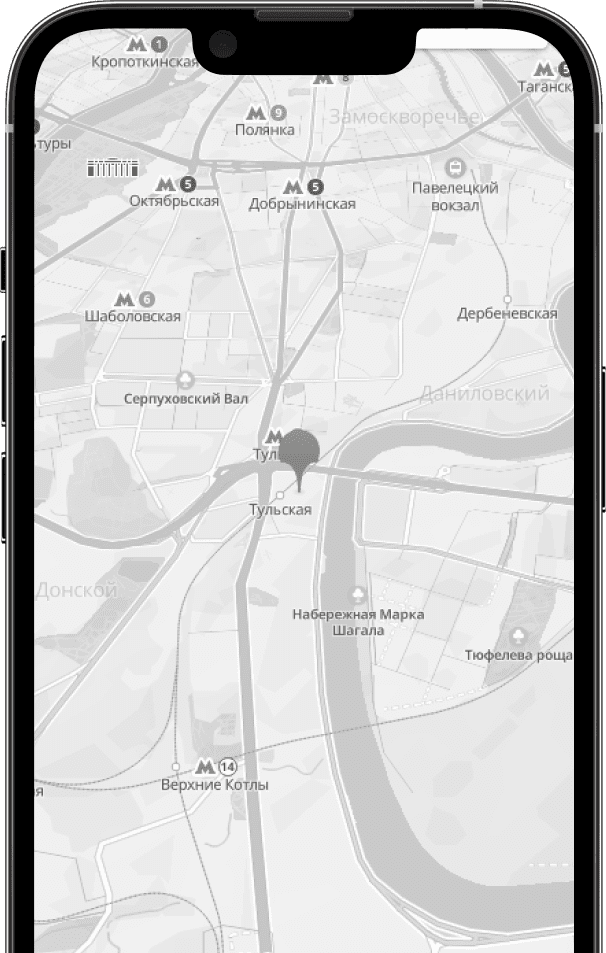 1
Кропоткинская
8
5
Таганск
9
Полянка
Замоскворечье
туры
5
Октябрьская
5
Добрынинская
Павелецкий
вокзал
6
Шаболовская
Дербеневская
Серпуховский Вал
Даниловский
Тул
Тульская
Донской
Набережная Марка
Шагала
Тюфелева роща
14
Верхние Котлы
я